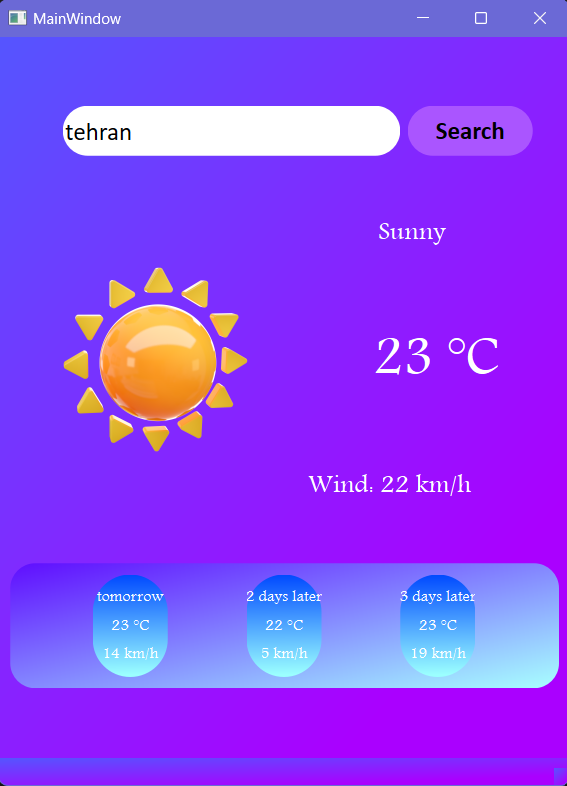 MainWindow
tehran
Search
Sunny
23 °C
Wind: 22 km/h
tomorrow
23 °C
14 km/h
2 days later
22 °C
5 km/h
3 days later
23 °C
19 km/h